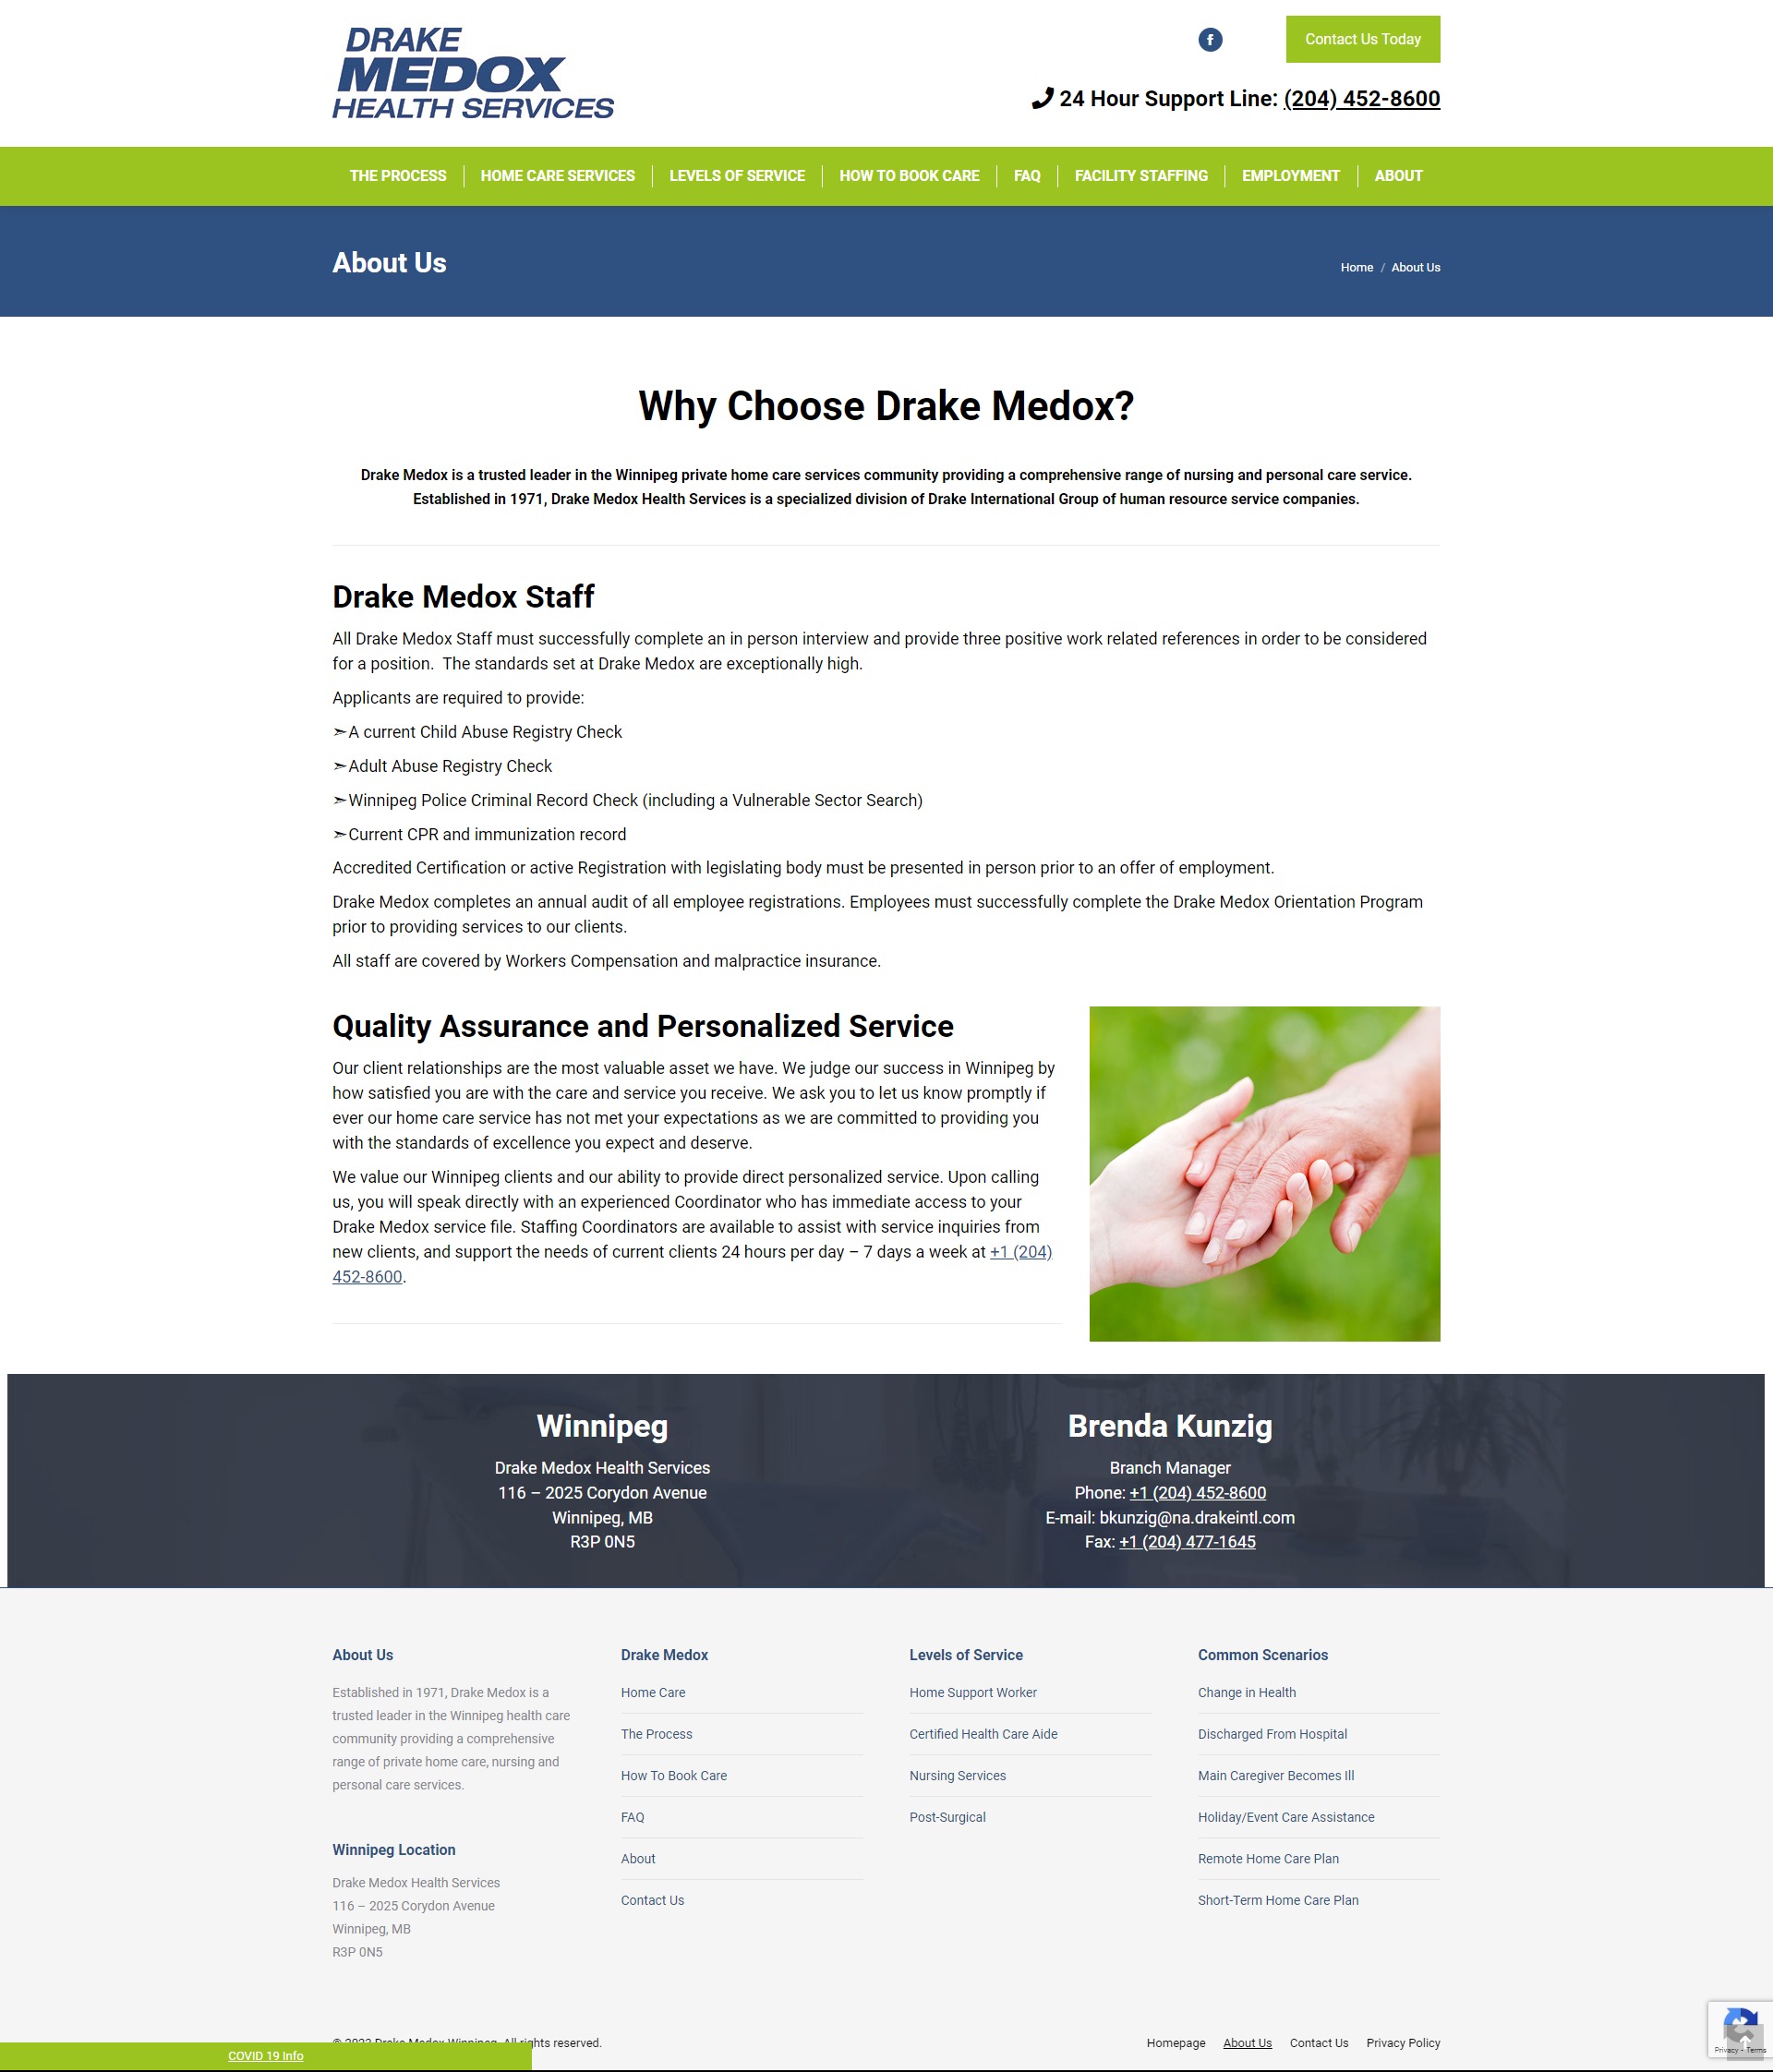 DRAKE
MEDOX
HEALTH SERVICES
Contact Us Today
24 Hour Support Line: (204) 452-8600
THE PROCESS
HOME CARE SERVICES
LEVELS OF SERVICE
HOW TO BOOK CARE
FAQ
FACILITY STAFFING
EMPLOYMENT
ABOUT
About Us
Home / About Us
Why Choose Drake Medox?
Drake Medox is a trusted leader in the Winnipeg private home care services community providing a comprehensive range of nursing and personal care service.
Established in 1971, Drake Medox Health Services is a specialized division of Drake International Group of human resource service companies.
Drake Medox Staff
All Drake Medox Staff must successfully complete an in person interview and provide three positive work related references in order to be considered
for a position.  The standards set at Drake Medox are exceptionally high.
Applicants are required to provide:
➣A current Child Abuse Registry Check
➣Adult Abuse Registry Check
➣Winnipeg Police Criminal Record Check (including a Vulnerable Sector Search)
➣Current CPR and immunization record
Accredited Certification or active Registration with legislating body must be presented in person prior to an offer of employment.
Drake Medox completes an annual audit of all employee registrations. Employees must successfully complete the Drake Medox Orientation Program
prior to providing services to our clients.
All staff are covered by Workers Compensation and malpractice insurance.
Quality Assurance and Personalized Service
Our client relationships are the most valuable asset we have. We judge our success in Winnipeg by
how satisfied you are with the care and service you receive. We ask you to let us know promptly if
ever our home care service has not met your expectations as we are committed to providing you
with the standards of excellence you expect and deserve.
We value our Winnipeg clients and our ability to provide direct personalized service. Upon calling
us, you will speak directly with an experienced Coordinator who has immediate access to your
Drake Medox service file. Staffing Coordinators are available to assist with service inquiries from
new clients, and support the needs of current clients 24 hours per day – 7 days a week at +1 (204)
452-8600.
Winnipeg
Drake Medox Health Services
116 – 2025 Corydon Avenue
Winnipeg, MB
R3P 0N5
Brenda Kunzig
Branch Manager
Phone: +1 (204) 452-8600
E-mail: bkunzig@na.drakeintl.com
Fax: +1 (204) 477-1645
About Us
Established in 1971, Drake Medox is a
trusted leader in the Winnipeg health care
community providing a comprehensive
range of private home care, nursing and
personal care services.
Winnipeg Location
Drake Medox Health Services
116 – 2025 Corydon Avenue
Winnipeg, MB
R3P 0N5
Drake Medox
Home Care
The Process
How To Book Care
FAQ
About
Contact Us
Levels of Service
Home Support Worker
Certified Health Care Aide
Nursing Services
Post-Surgical
Common Scenarios
Change in Health
Discharged From Hospital
Main Caregiver Becomes Ill
Holiday/Event Care Assistance
Remote Home Care Plan
Short-Term Home Care Plan
Drake Medox Winnipeg. All rights reserved.
Homepage
About Us
Contact Us
Privacy Policy
COVID 19 Info
Privacy - Terms